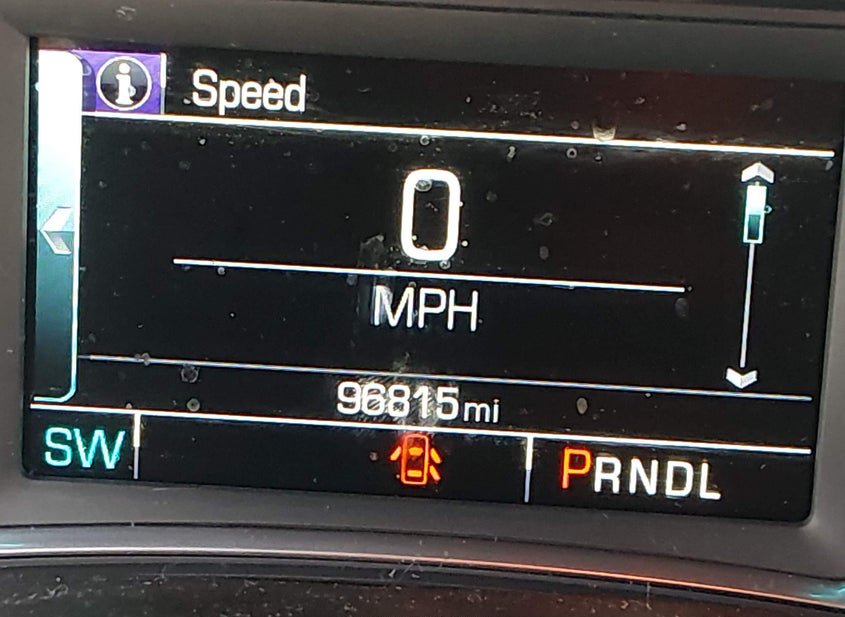 Speed
0
MPH
96815mi
SW
PRNDL